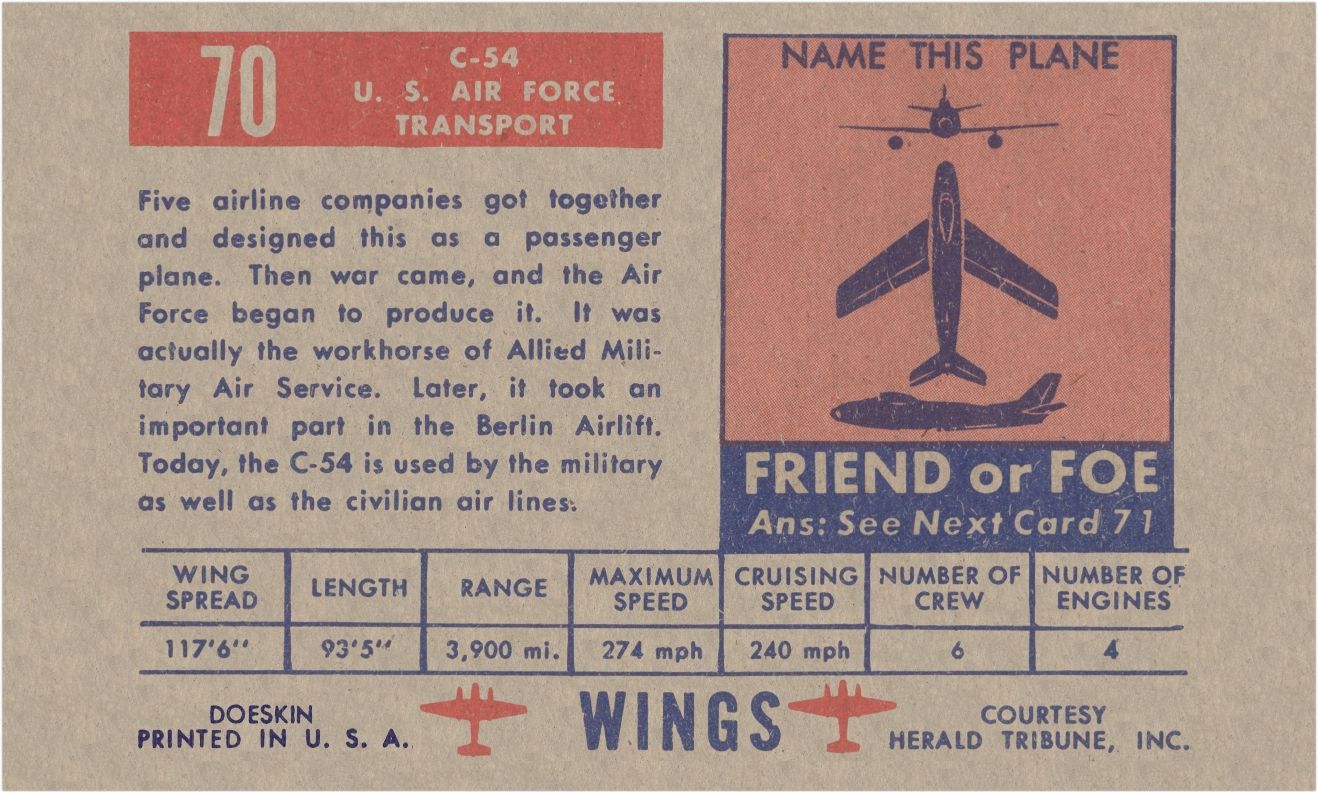 70
C-54
U. S. AIR FORCE
TRANSPORT
Five airline companies got together
and designed this as a passenger
plane. Then war came, and the Air
Force began to produce it. It was
actually the workhorse of Allied Mili-
tary Air Service. Later, it took an
important part in the Berlin Airlift.
Today, the C-54 is used by the military
as well as the civilian air lines.
NAME THIS PLANE
FRIEND or FOE
Ans: See Next Card 71
WING SPREAD
LENGTH
RANGE
MAXIMUM SPEED
CRUISING SPEED
NUMBER OF CREW
NUMBER OF ENGINES
117'6"
93'5"
3,900 mi.
274 mph
240 mph
6
4
DOESKIN
PRINTED IN U. S. A.
WINGS
COURTESY
HERALD TRIBUNE, INC.